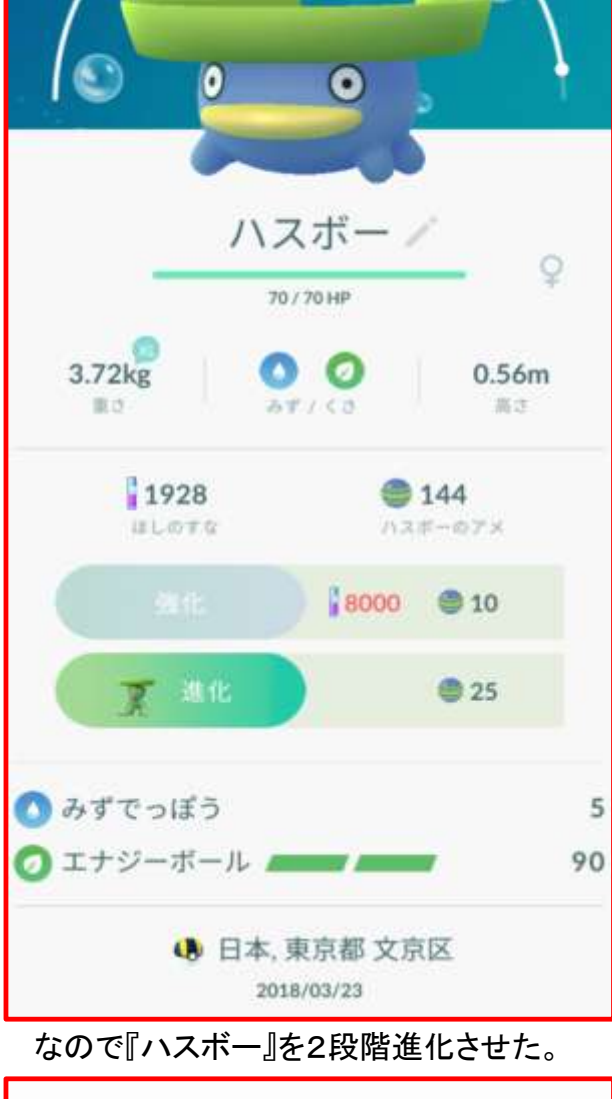 ハスボー
70 / 70 HP
3.72kg
重さ
みず / くさ
0.56m
高さ
1928
ほしのすな
144
ハスボーのアメ
強化
8000
10
進化
25
みずでっぽう
5
エナジーボール
90
日本, 東京都 文京区
2018/03/23
なので『ハスボー』を2段階進化させた。